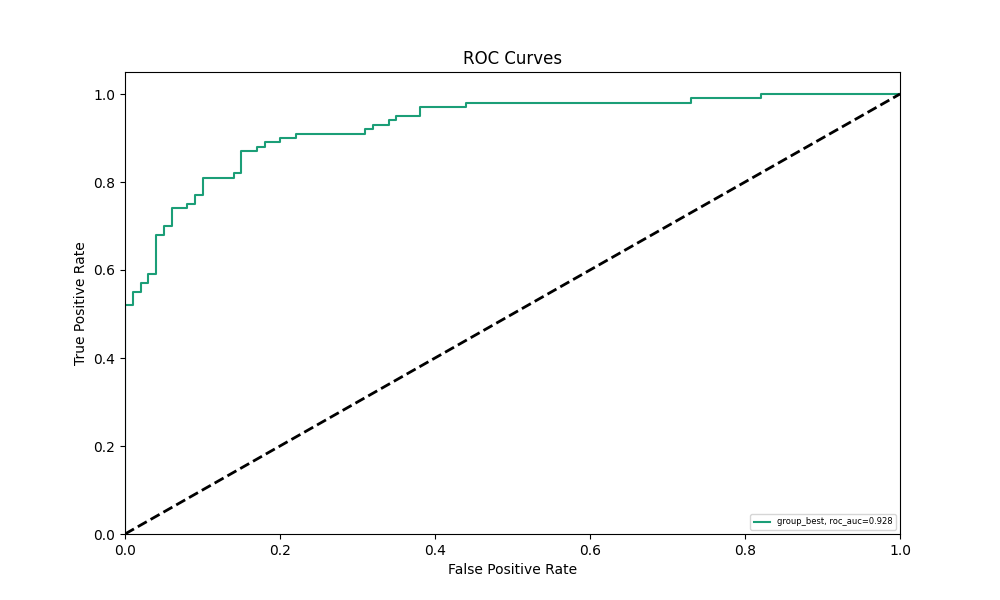 ROC Curves
1.0
0.8
0.6
0.4
0.2
0.0
True Positive Rate
group_best, roc_auc=0.928
0.0 0.2 0.4 0.6 0.8 1.0
False Positive Rate